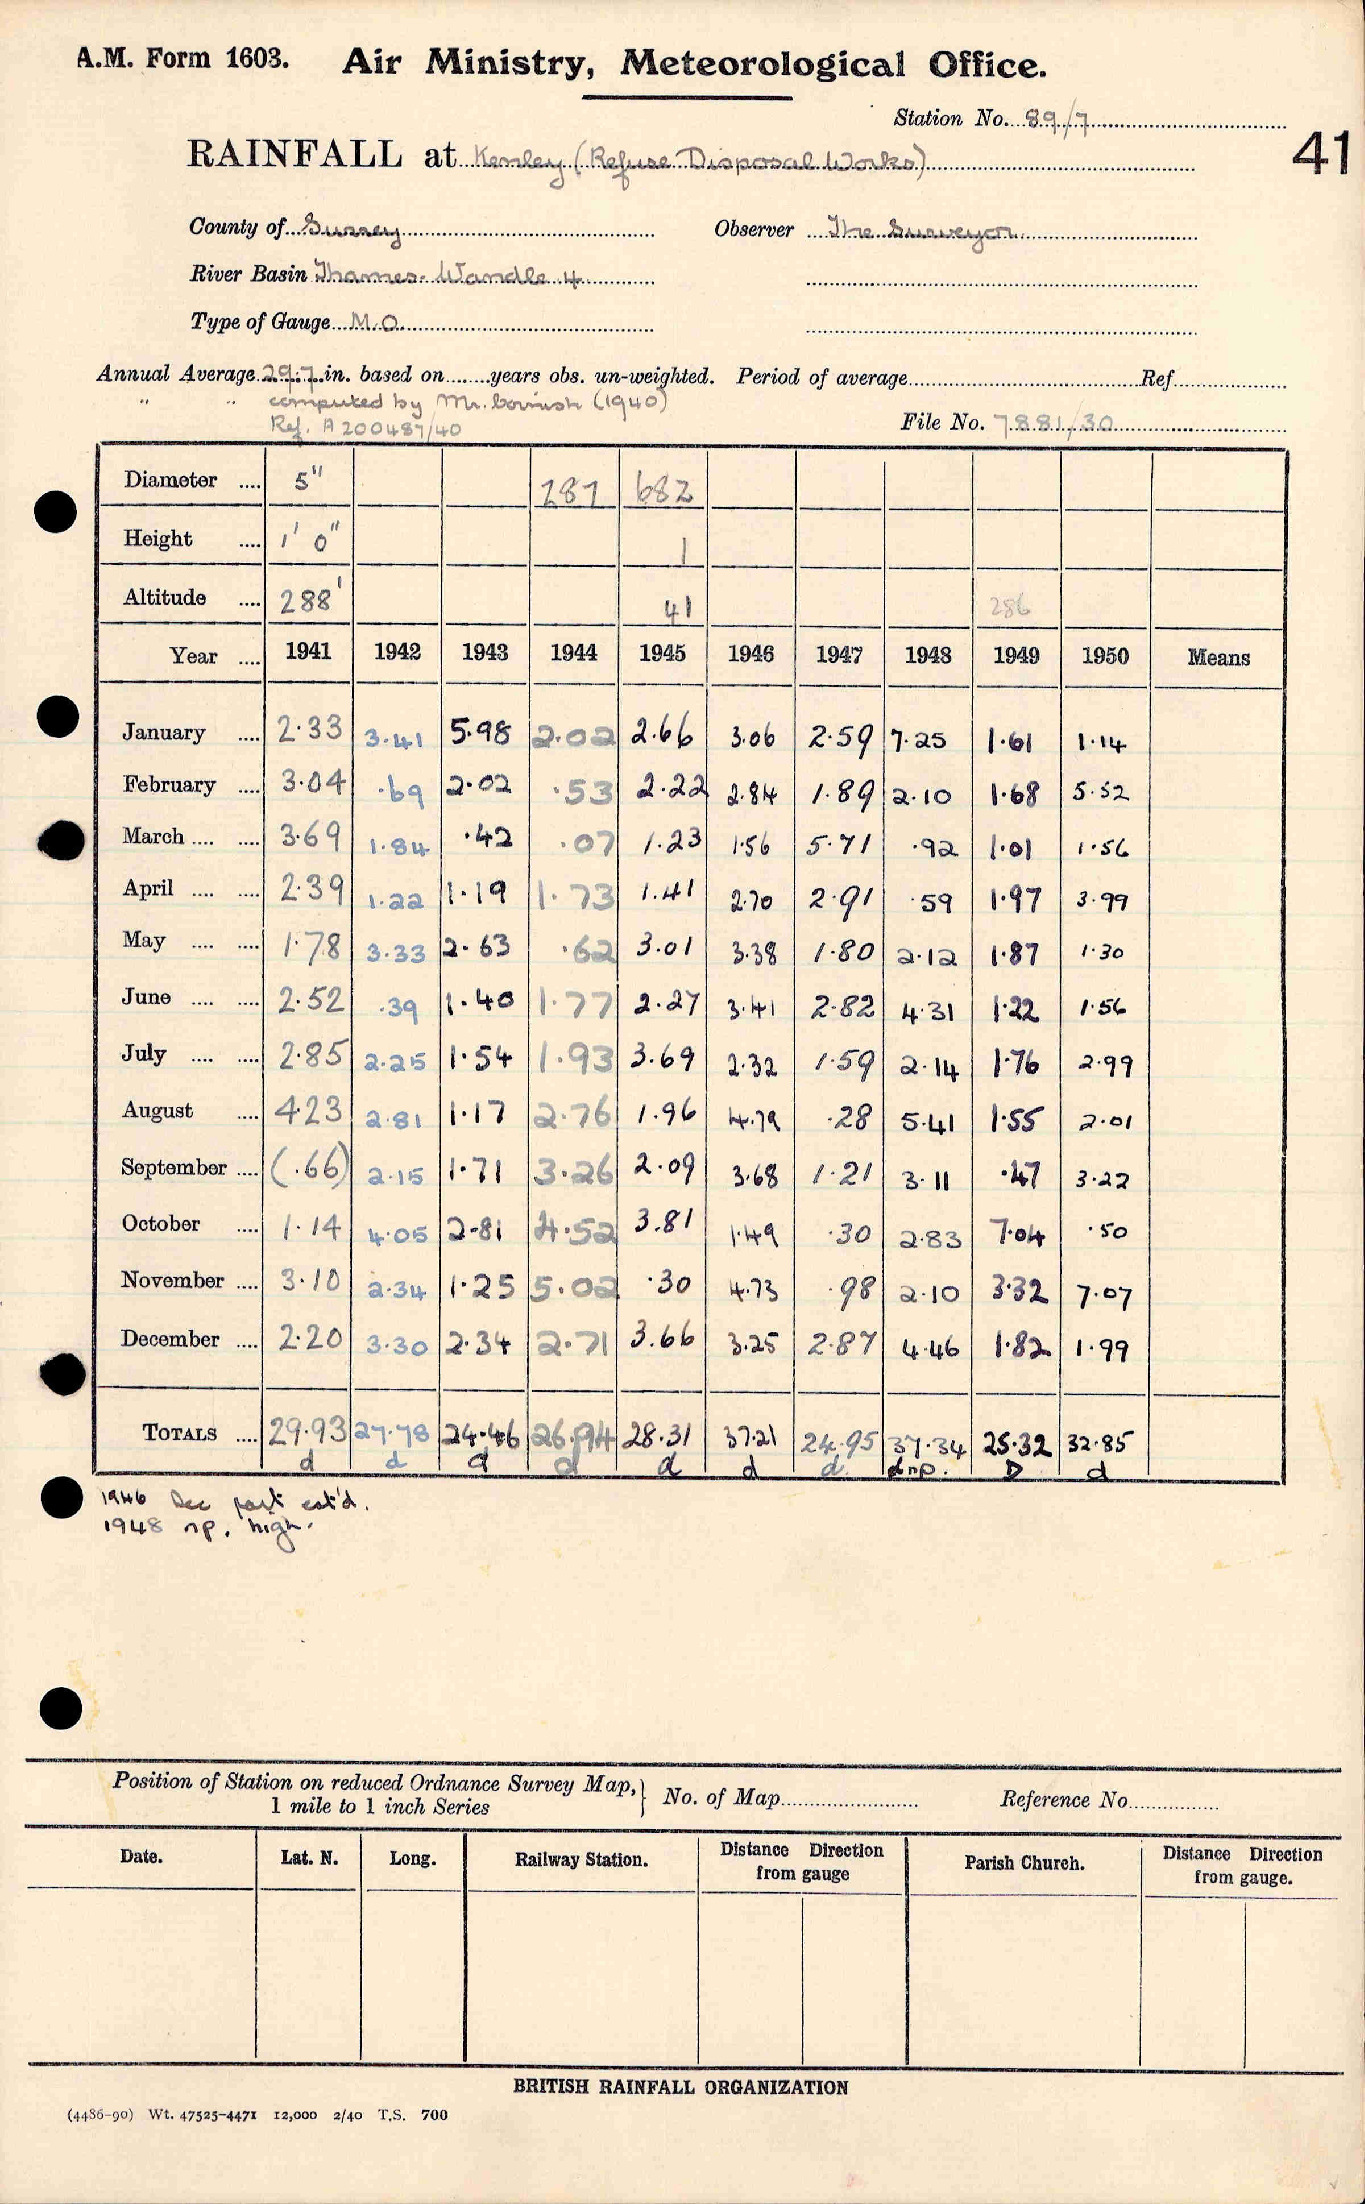 A.M. Form 1603. Air Ministry, Meteorological Office.
Station No. 89/7
41
RAINFALL at Kenley (Refuse Disposal Works)
County of Surrey Observer The Surveyor
River Basin Thames-Wandle 4
Type of Gauge M.O.
Annual Average 29.7 in. based on ........years obs. un-weighted. Period of average Ref.
" " computed by Mr. Cornish (1940)
Ref. A 200487/40 File No. 7881/30
Diameter .... 5" 287 682
Height .... 1' 0" 1
Altitude .... 288' 41 286
Year .... 1941 1942 1943 1944 1945 1946 1947 1948 1949 1950 Means
January .... 2.33 3.41 5.98 2.02 2.66 3.06 2.59 7.25 1.61 1.14
February .... 3.04 .69 2.02 .53 2.22 2.84 1.89 2.10 1.68 5.52
March .... .... 3.69 1.84 .42 .07 1.23 1.56 5.71 .92 1.01 1.56
April .... .... 2.39 1.22 1.19 1.73 1.41 2.70 2.91 .59 1.97 3.99
May .... .... 1.78 3.33 2.63 .62 3.01 3.38 1.80 2.12 1.87 1.30
June .... .... 2.52 .39 1.40 1.77 2.27 3.41 2.82 4.31 1.22 1.56
July .... .... 2.85 2.25 1.54 1.93 3.69 2.32 1.59 2.14 1.76 2.99
August .... 4.23 2.81 1.17 2.76 1.96 4.79 .28 5.41 1.55 2.01
September .... (.66) 2.15 1.71 3.26 2.09 3.68 1.21 3.11 .47 3.22
October .... 1.14 4.05 2.81 4.52 3.81 1.49 .30 2.83 7.04 .50
November .... 3.10 2.34 1.25 5.02 .30 4.73 .98 2.10 3.32 7.07
December .... 2.20 3.30 2.34 2.71 3.66 3.25 2.87 4.46 1.82 1.99
TOTALS .... 29.93 27.78 24.46 26.94 28.31 37.21 24.95 37.34 25.32 32.85
d d d d d d d dnp. D d
1946 Dec part est'd.
1948 np. high.
Position of Station on reduced Ordnance Survey Map, } No. of Map Reference No.
1 mile to 1 inch Series
Date. Lat. N. Long. Railway Station. Distance Direction from gauge Parish Church. Distance Direction from gauge.
BRITISH RAINFALL ORGANIZATION
(4486-90) Wt. 47525-4471 12,000 2/40 T.S. 700